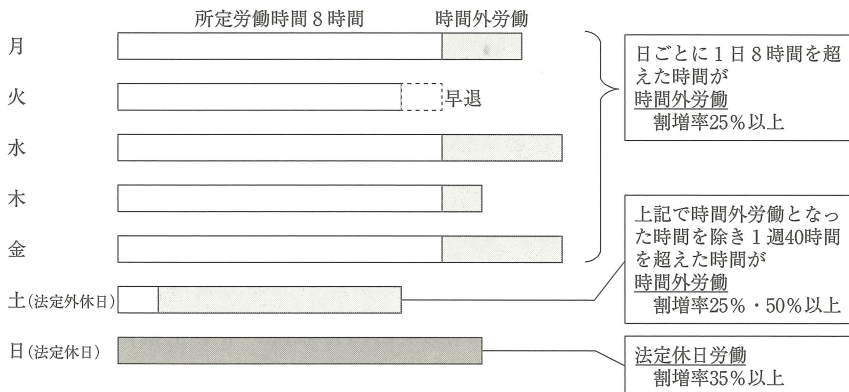 所定労働時間８時間 時間外労働
月
火 早退
水
木
金
土(法定外休日)
日(法定休日)
日ごとに１日８時間を超
えた時間が
時間外労働
割増率25％以上
上記で時間外労働となっ
た時間を除き１週40時間
を超えた時間が
時間外労働
割増率25％・50％以上
法定休日労働
割増率35％以上